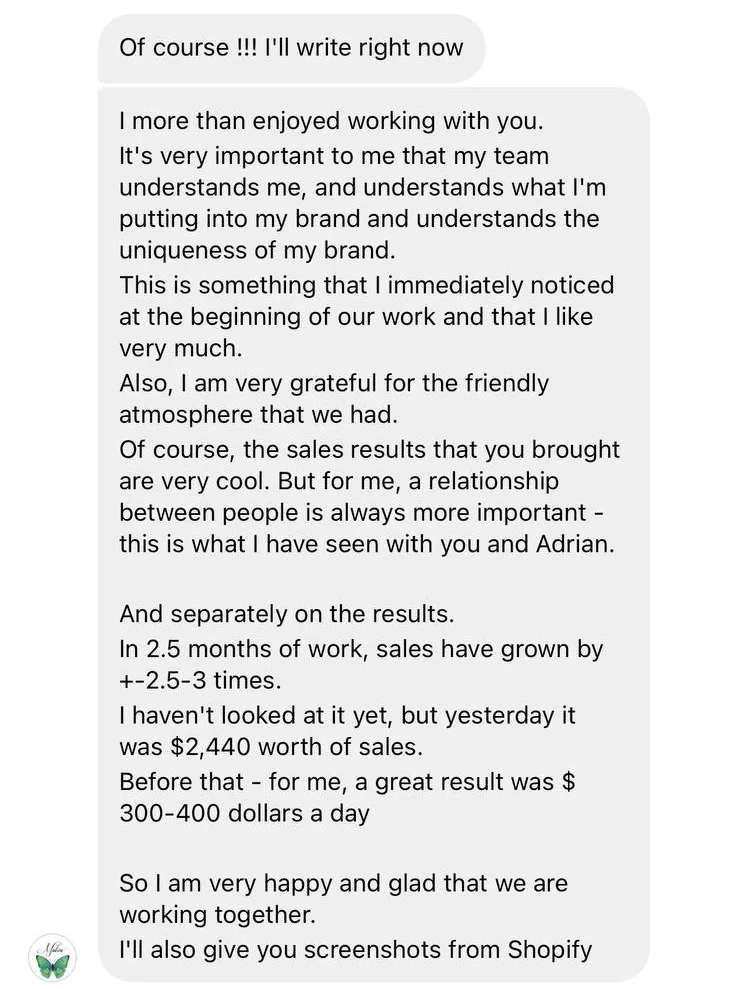 Of course !!! I'll write right now
I more than enjoyed working with you.
It's very important to me that my team
understands me, and understands what I'm
putting into my brand and understands the
uniqueness of my brand.
This is something that I immediately noticed
at the beginning of our work and that I like
very much.
Also, I am very grateful for the friendly
atmosphere that we had.
Of course, the sales results that you brought
are very cool. But for me, a relationship
between people is always more important -
this is what I have seen with you and Adrian.
And separately on the results.
In 2.5 months of work, sales have grown by
+-2.5-3 times.
I haven't looked at it yet, but yesterday it
was $2,440 worth of sales.
Before that - for me, a great result was $
300-400 dollars a day
So I am very happy and glad that we are
working together.
I'll also give you screenshots from Shopify